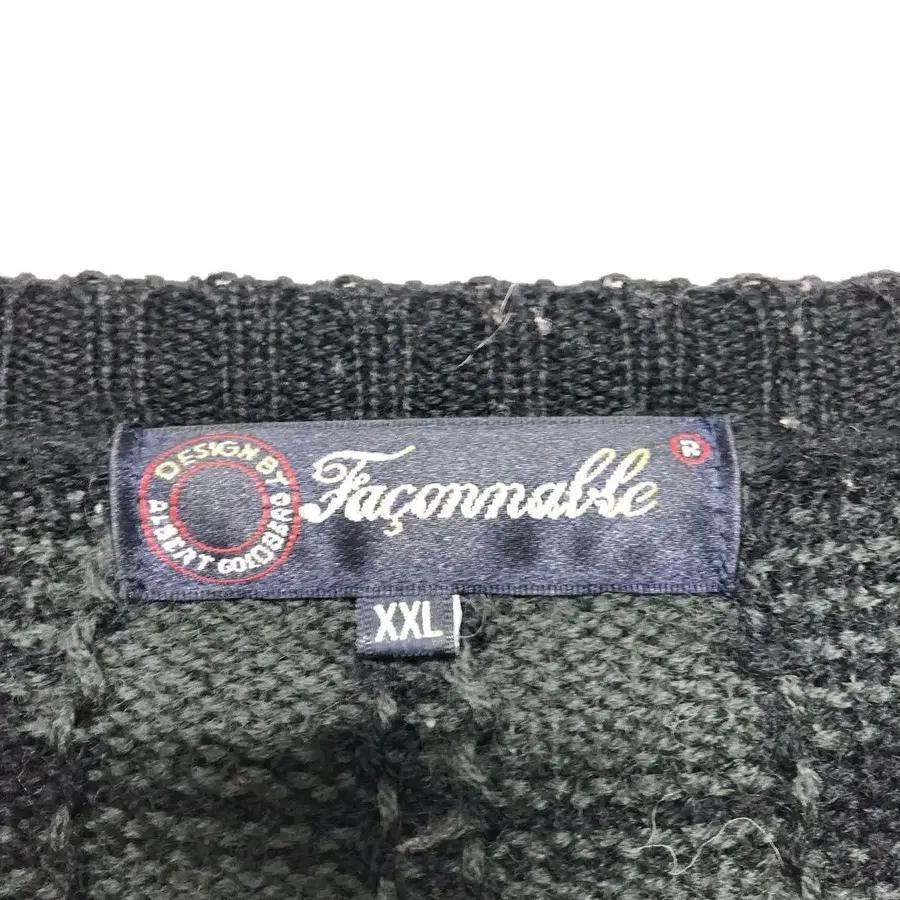 DESIGN BY
ALBERT GOLDBERG
Façonnable
®
XXL